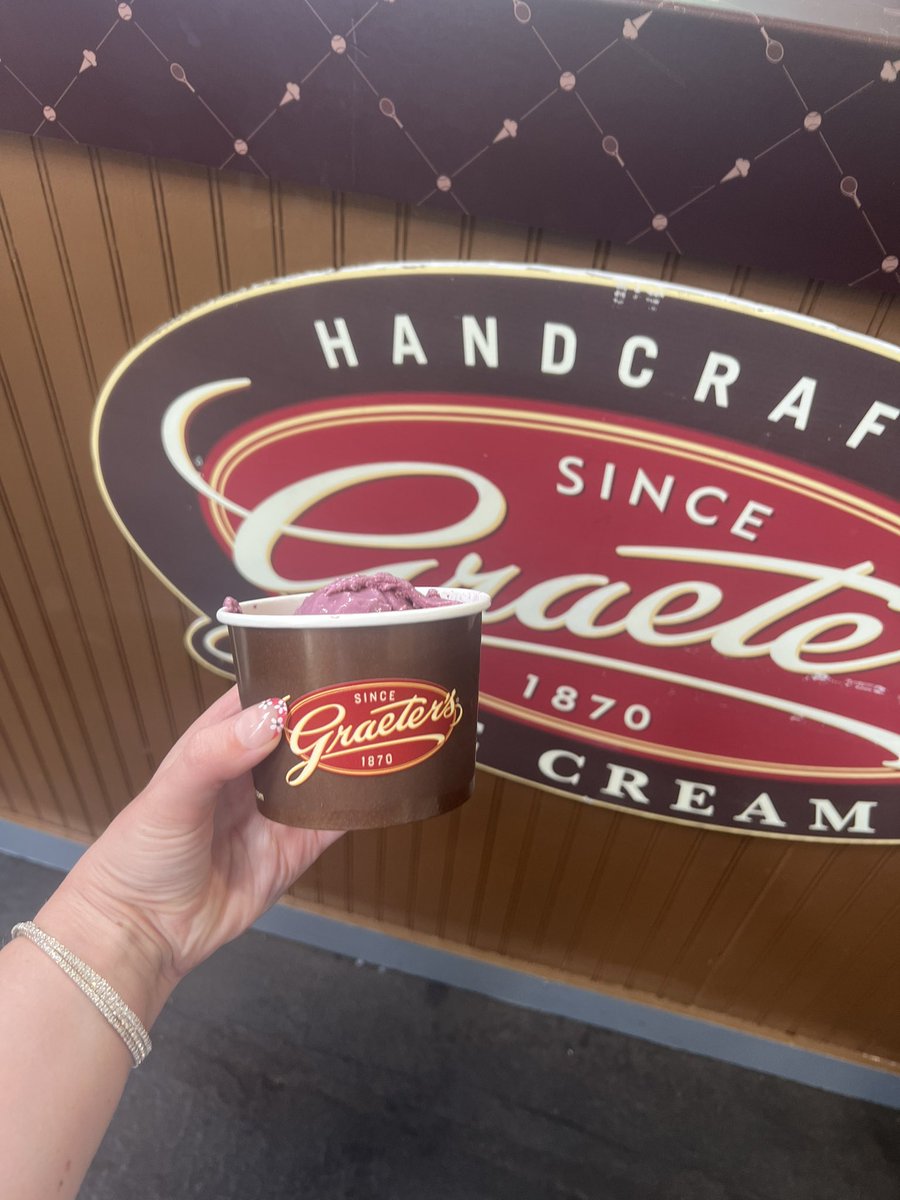 HANDCRAF
SINCE
Graete
1870
CREAM
SINCE
Graeter's
1870